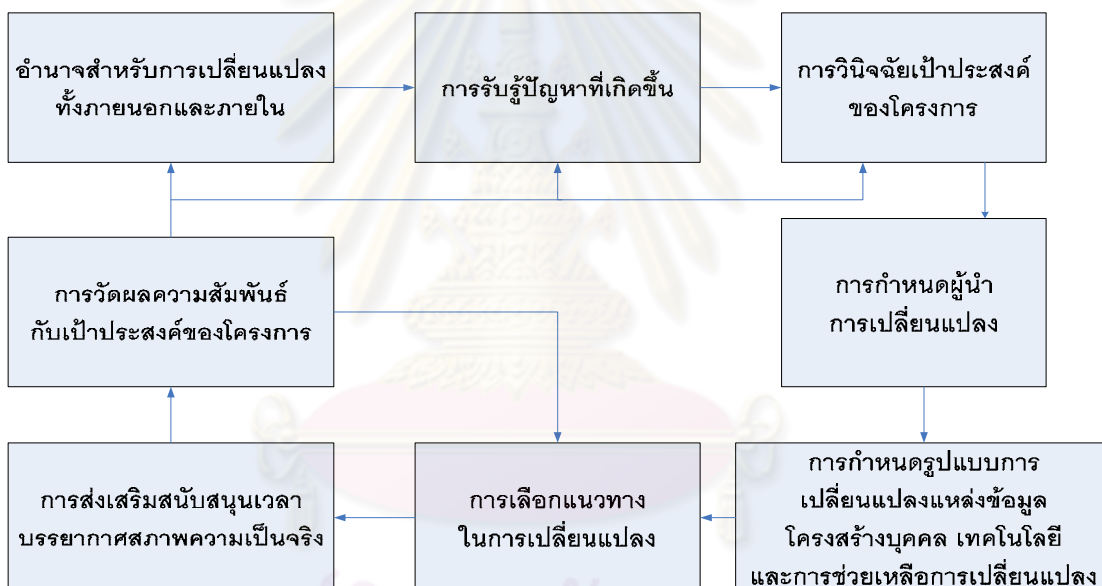 อำนาจสำหรับการเปลี่ยนแปลง
ทั้งภายนอกและภายใน
การรับรู้ปัญหาที่เกิดขึ้น
การวินิจฉัยเป้าประสงค์
ของโครงการ
การวัดผลความสัมพันธ์
กับเป้าประสงค์ของโครงการ
การกำหนดผู้นำ
การเปลี่ยนแปลง
การส่งเสริมสนับสนุนเวลา
บรรยากาศสภาพความเป็นจริง
การเลือกแนวทาง
ในการเปลี่ยนแปลง
การกำหนดรูปแบบการ
เปลี่ยนแปลงแหล่งข้อมูล
โครงสร้างบุคคล เทคโนโลยี
และการช่วยเหลือการเปลี่ยนแปลง